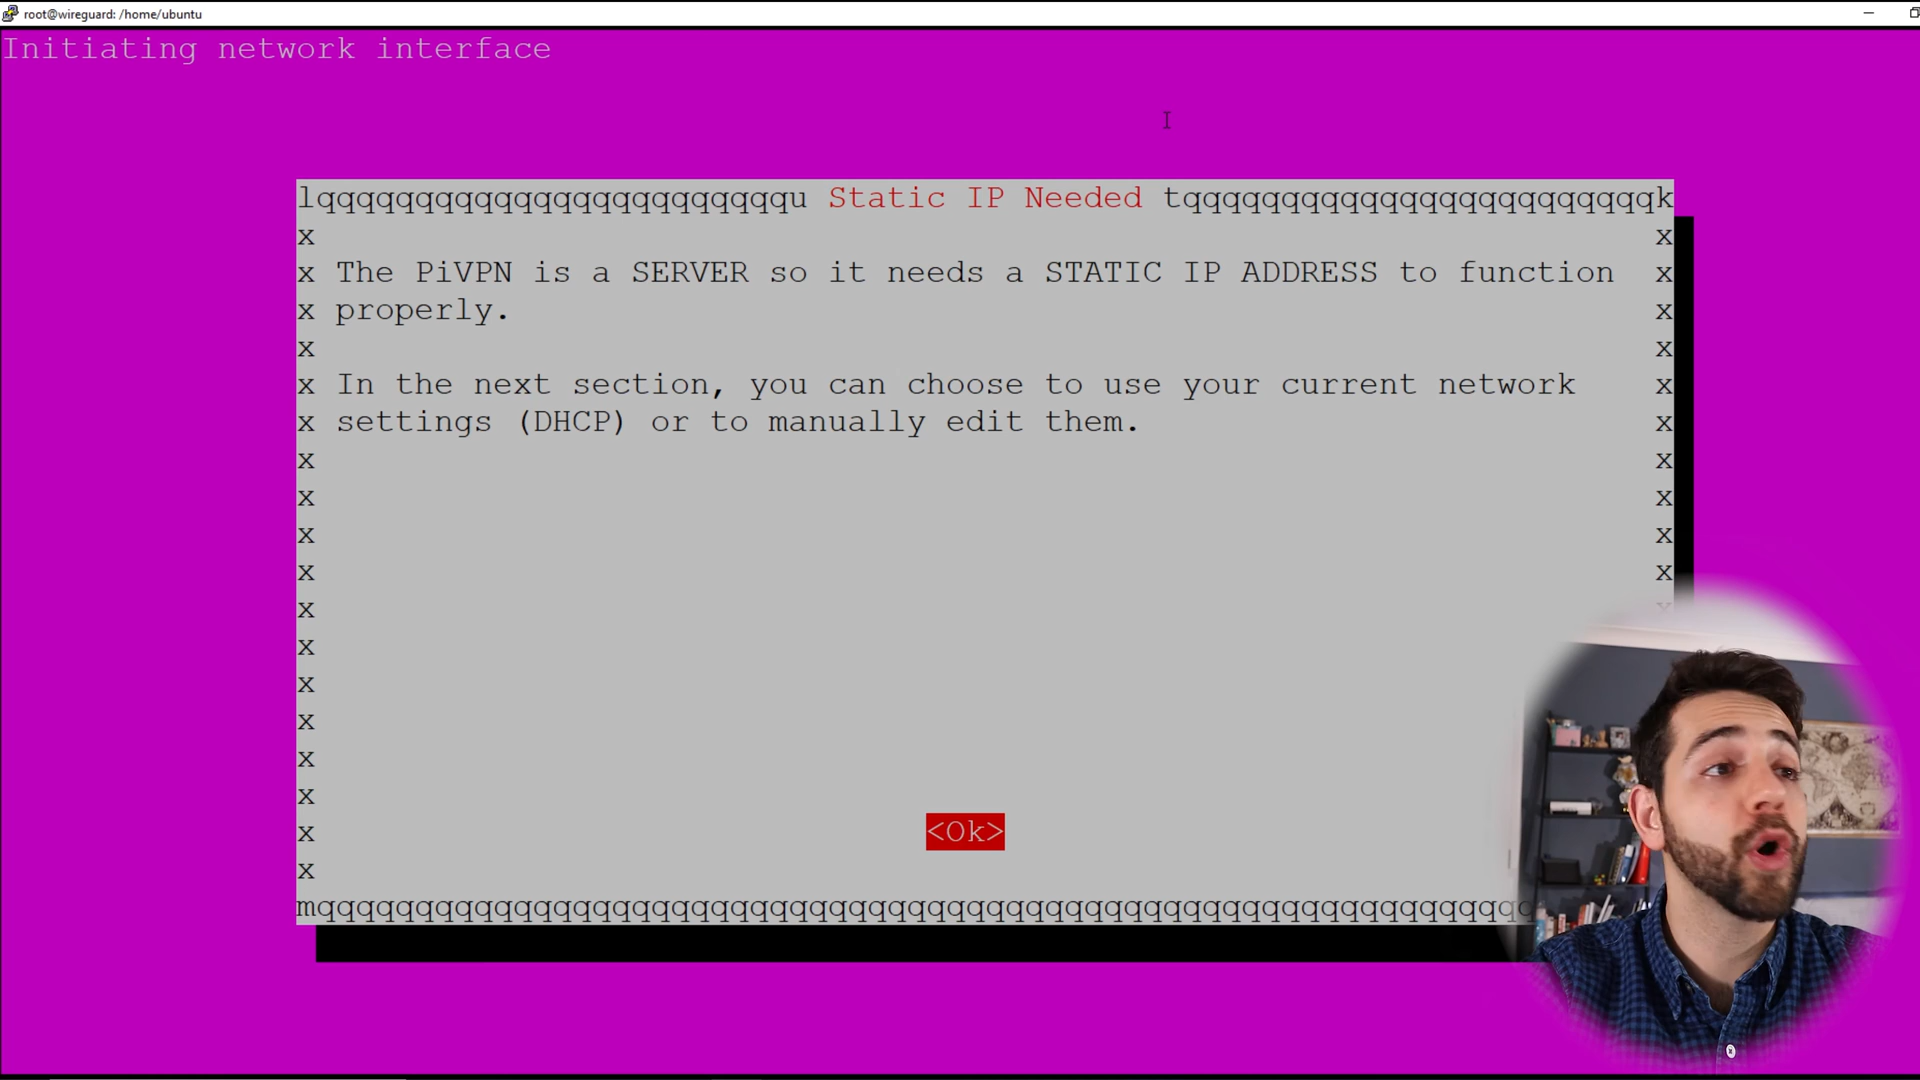 root@wireguard: /home/ubuntu
Initiating network interface
lqqqqqqqqqqqqqqqqqqqqqqqqu Static IP Needed tqqqqqqqqqqqqqqqqqqqqqqqqk
x x
x The PiVPN is a SERVER so it needs a STATIC IP ADDRESS to function x
x properly. x
x x
x In the next section, you can choose to use your current network x
x settings (DHCP) or to manually edit them. x
x x
x x
x x
x x
x
x
x
x
x
x
x <Ok>
x
mqqqqqqqqqqqqqqqqqqqqqqqqqqqqqqqqqqqqqqqqqqqqqqqqqqqqqqqqqqqqqq